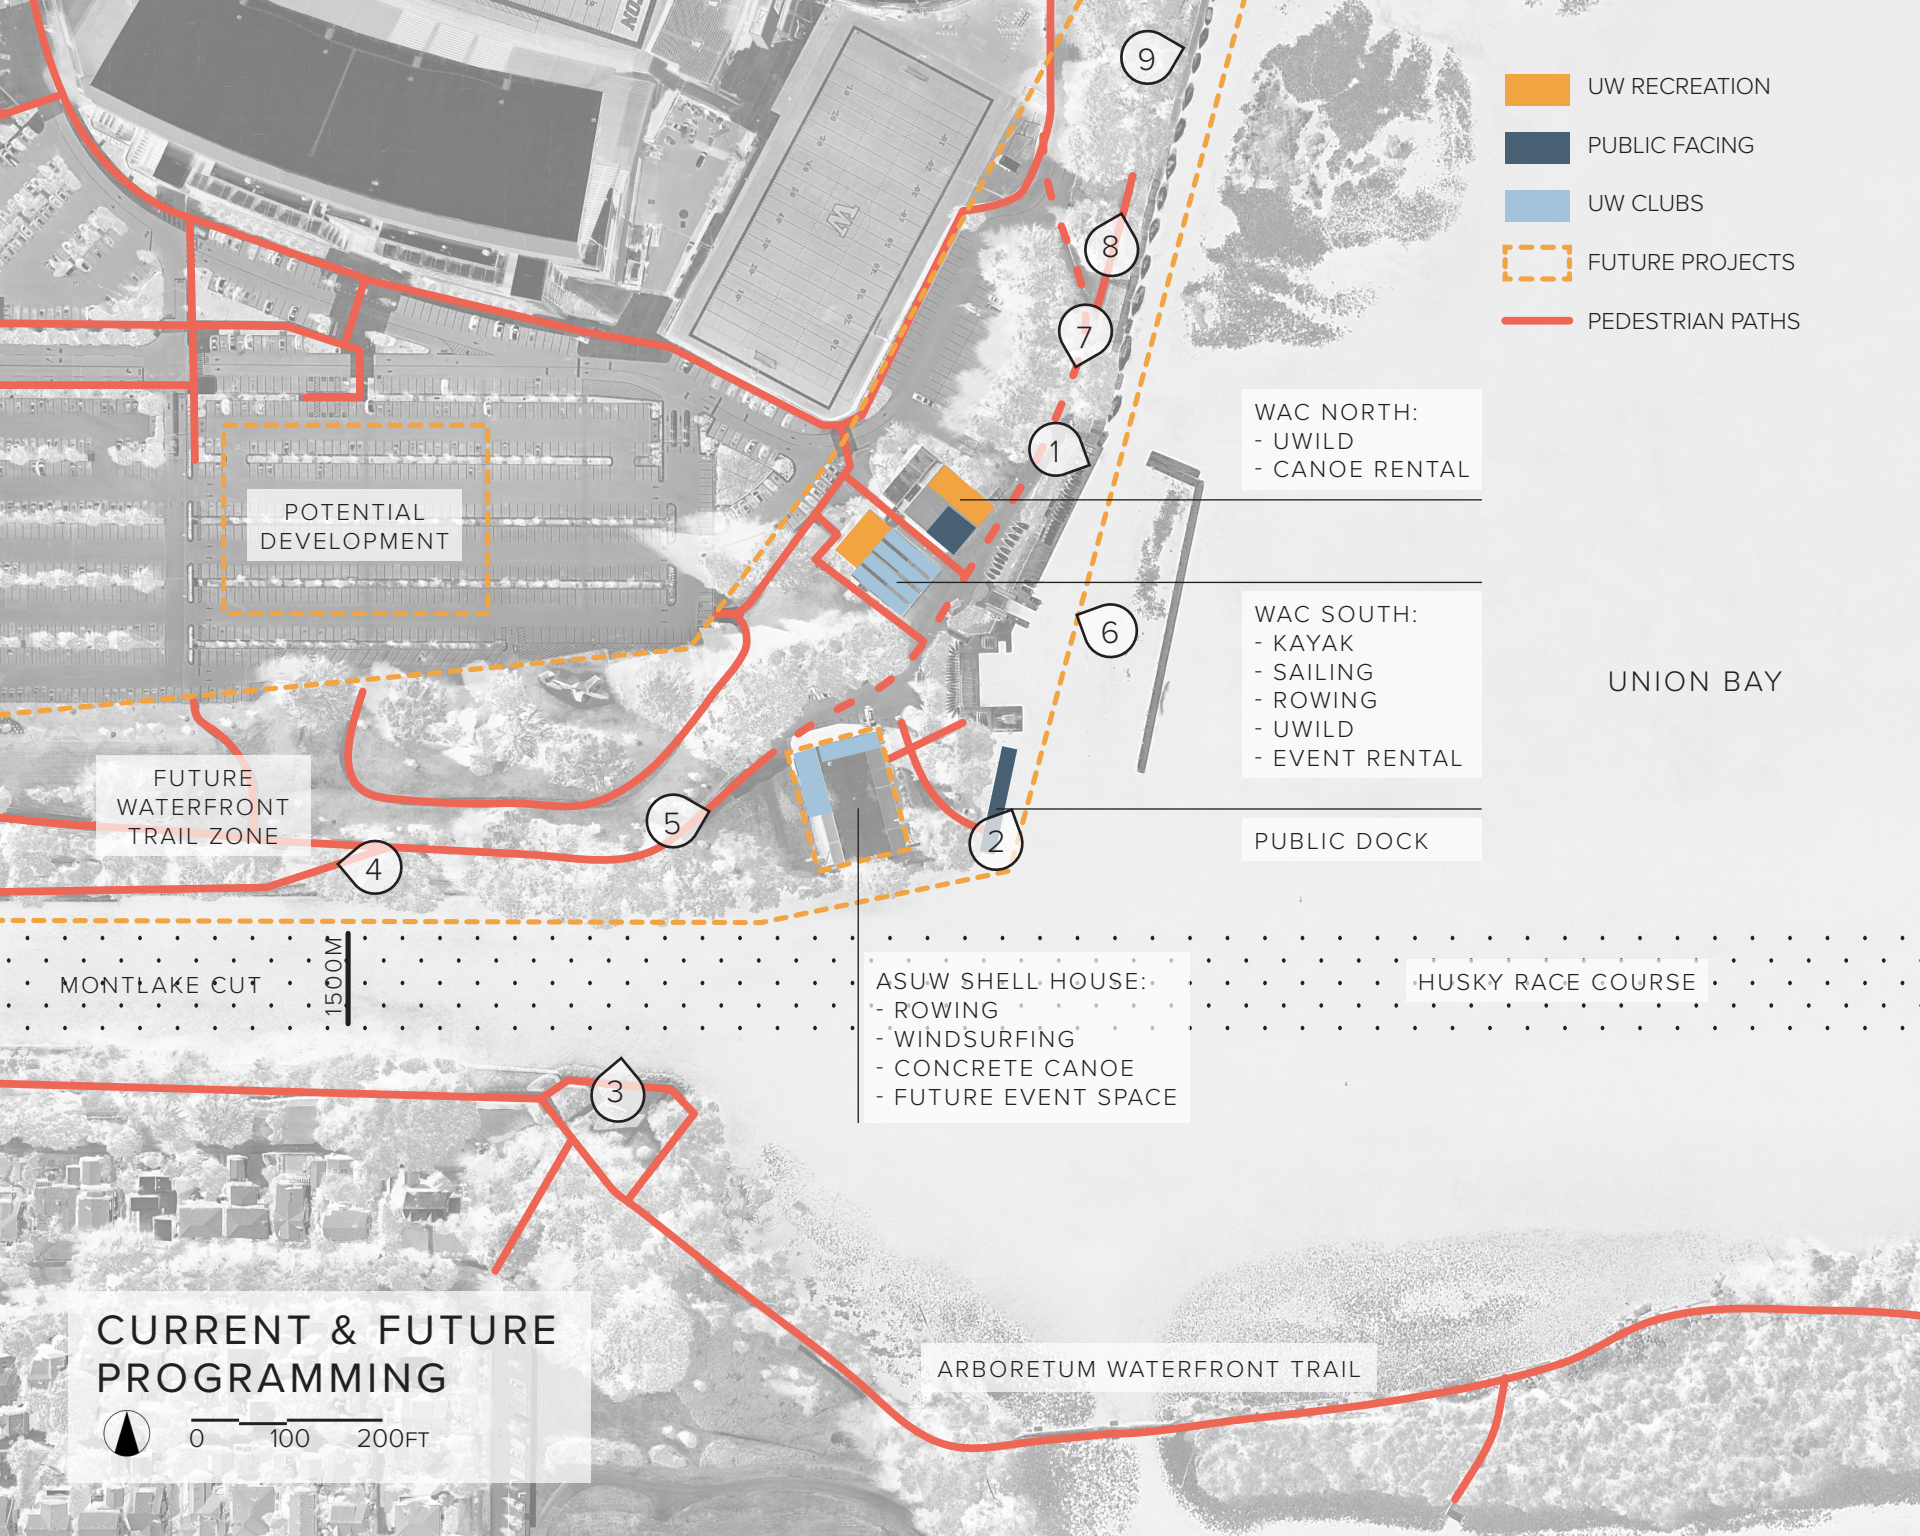 9
UW RECREATION
PUBLIC FACING
UW CLUBS
FUTURE PROJECTS
PEDESTRIAN PATHS
W
8
7
1
WAC NORTH:
- UWILD
- CANOE RENTAL
POTENTIAL
DEVELOPMENT
6
WAC SOUTH:
- KAYAK
- SAILING
- ROWING
- UWILD
- EVENT RENTAL
UNION BAY
FUTURE
WATERFRONT
TRAIL ZONE
5
2
PUBLIC DOCK
4
MONTLAKE CUT
1500M
ASUW SHELL HOUSE:
- ROWING
- WINDSURFING
- CONCRETE CANOE
- FUTURE EVENT SPACE
HUSKY RACE COURSE
3
CURRENT & FUTURE
PROGRAMMING
0 100 200FT
ARBORETUM WATERFRONT TRAIL